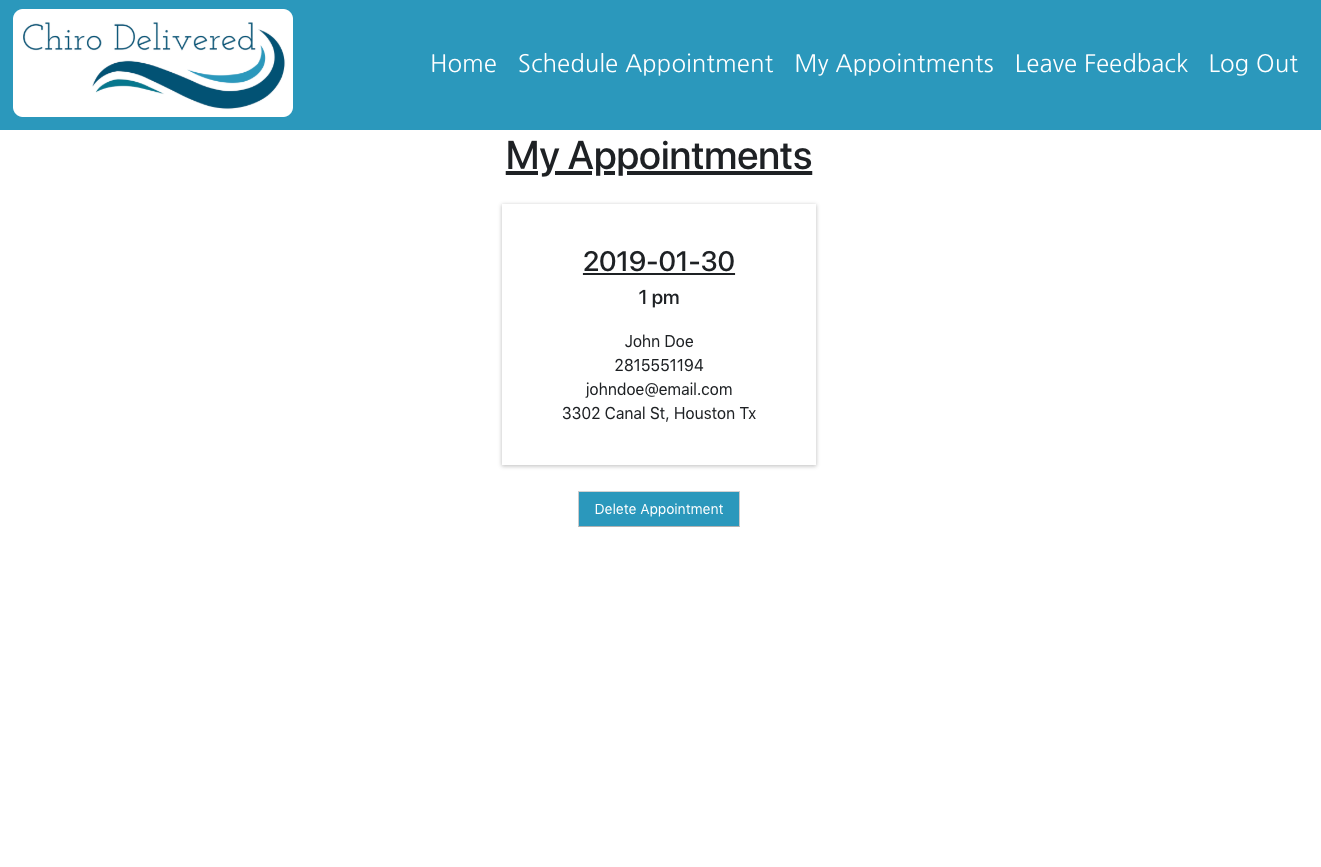 Chiro Delivered
Home Schedule Appointment My Appointments Leave Feedback Log Out
My Appointments
2019-01-30
1 pm
John Doe
2815551194
johndoe@email.com
3302 Canal St, Houston Tx
Delete Appointment